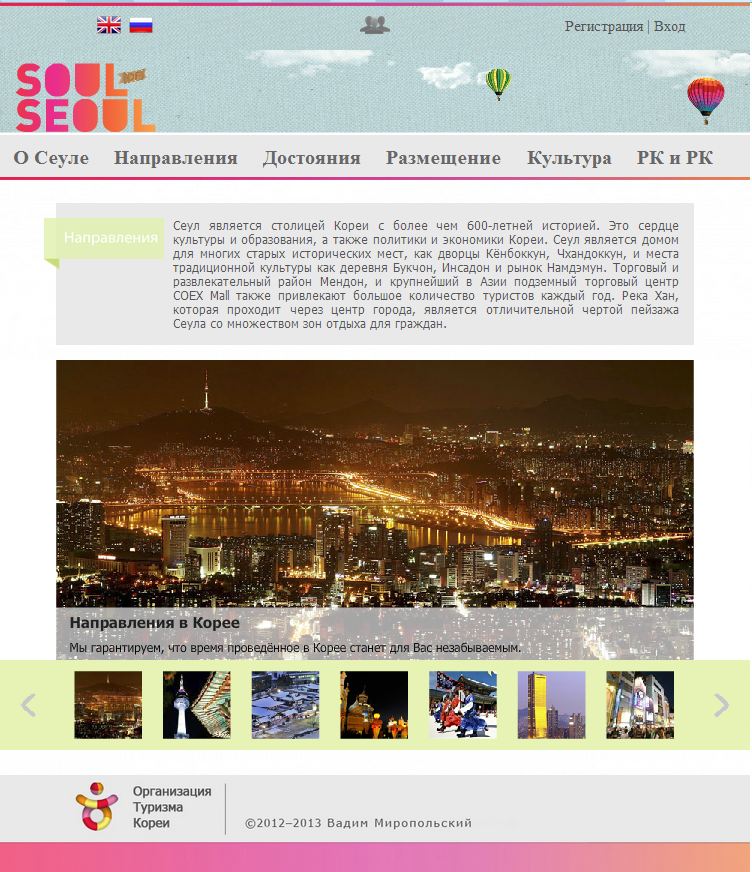 Регистрация | Вход
SOUL
SEOUL
О Сеуле Направления Достояния Размещение Культура РК и РК
Направления
Сеул является столицей Кореи с более чем 600-летней историей. Это сердце
культуры и образования, а также политики и экономики Кореи. Сеул является домом
для многих старых исторических мест, как дворцы Кёнбоккун, Чхандоккун, и места
традиционной культуры как деревня Букчон, Инсадон и рынок Намдэмун. Торговый и
развлекательный район Мендон, и крупнейший в Азии подземный торговый центр
COEX Mall также привлекают большое количество туристов каждый год. Река Хан,
которая проходит через центр города, является отличительной чертой пейзажа
Сеула со множеством зон отдыха для граждан.
Направления в Корее
Мы гарантируем, что время проведённое в Корее станет для Вас незабываемым.
Организация
Туризма
Кореи
©2012–2013 Вадим Миропольский